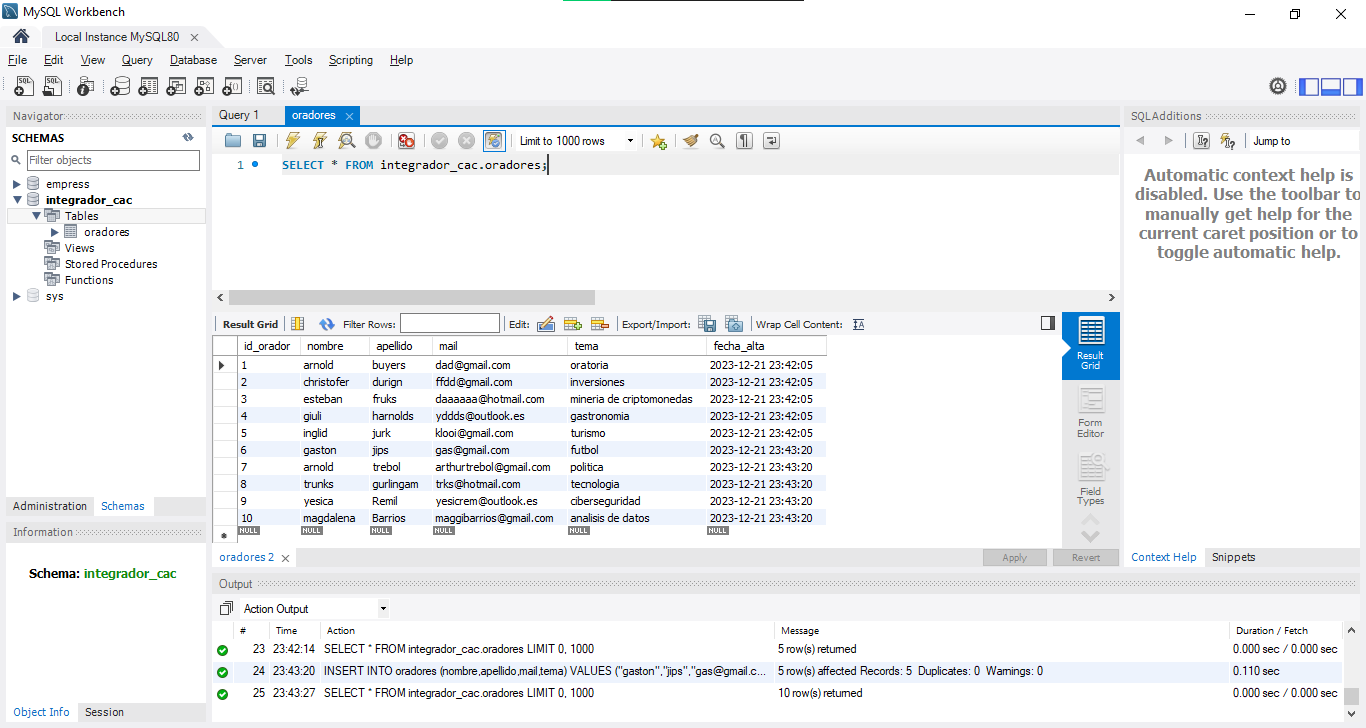 MySQL Workbench
Local Instance MySQL80
File Edit View Query Database Server Tools Scripting Help
Navigator
SCHEMAS
Filter objects
empress
integrador_cac
Tables
oradores
Views
Stored Procedures
Functions
sys
Administration Schemas
Information
Schema: integrador_cac
Object Info Session
Query 1 oradores
Limit to 1000 rows
1 SELECT * FROM integrador_cac.oradores;
Result Grid Filter Rows: Edit: Export/Import: Wrap Cell Content:
id_orador nombre apellido mail tema fecha_alta
1 arnold buyers dad@gmail.com oratoria 2023-12-21 23:42:05
2 christofer durign ffdd@gmail.com inversiones 2023-12-21 23:42:05
3 esteban fruks daaaaaa@hotmail.com mineria de criptomonedas 2023-12-21 23:42:05
4 giuli harnolds yddds@outlook.es gastronomia 2023-12-21 23:42:05
5 inglid jurk klooi@gmail.com turismo 2023-12-21 23:42:05
6 gaston jips gas@gmail.com futbol 2023-12-21 23:43:20
7 arnold trebol arthurtrebol@gmail.com politica 2023-12-21 23:43:20
8 trunks gurlingam trks@hotmail.com tecnologia 2023-12-21 23:43:20
9 yesica Remil yesicrem@outlook.es ciberseguridad 2023-12-21 23:43:20
10 magdalena Barrios maggibarrios@gmail.com analisis de datos 2023-12-21 23:43:20
NULL NULL NULL NULL NULL NULL
Result
Grid
Form
Editor
Field
Types
oradores 2 Apply Revert
SQLAdditions
Jump to
Automatic context help is
disabled. Use the toolbar to
manually get help for the
current caret position or to
toggle automatic help.
Context Help Snippets
Output
Action Output
# Time Action Message Duration / Fetch
23 23:42:14 SELECT * FROM integrador_cac.oradores LIMIT 0, 1000 5 row(s) returned 0.000 sec / 0.000 sec
24 23:43:20 INSERT INTO oradores (nombre,apellido,mail,tema) VALUES ("gaston","jips","gas@gmail.c... 5 row(s) affected Records: 5 Duplicates: 0 Warnings: 0 0.110 sec
25 23:43:27 SELECT * FROM integrador_cac.oradores LIMIT 0, 1000 10 row(s) returned 0.000 sec / 0.000 sec